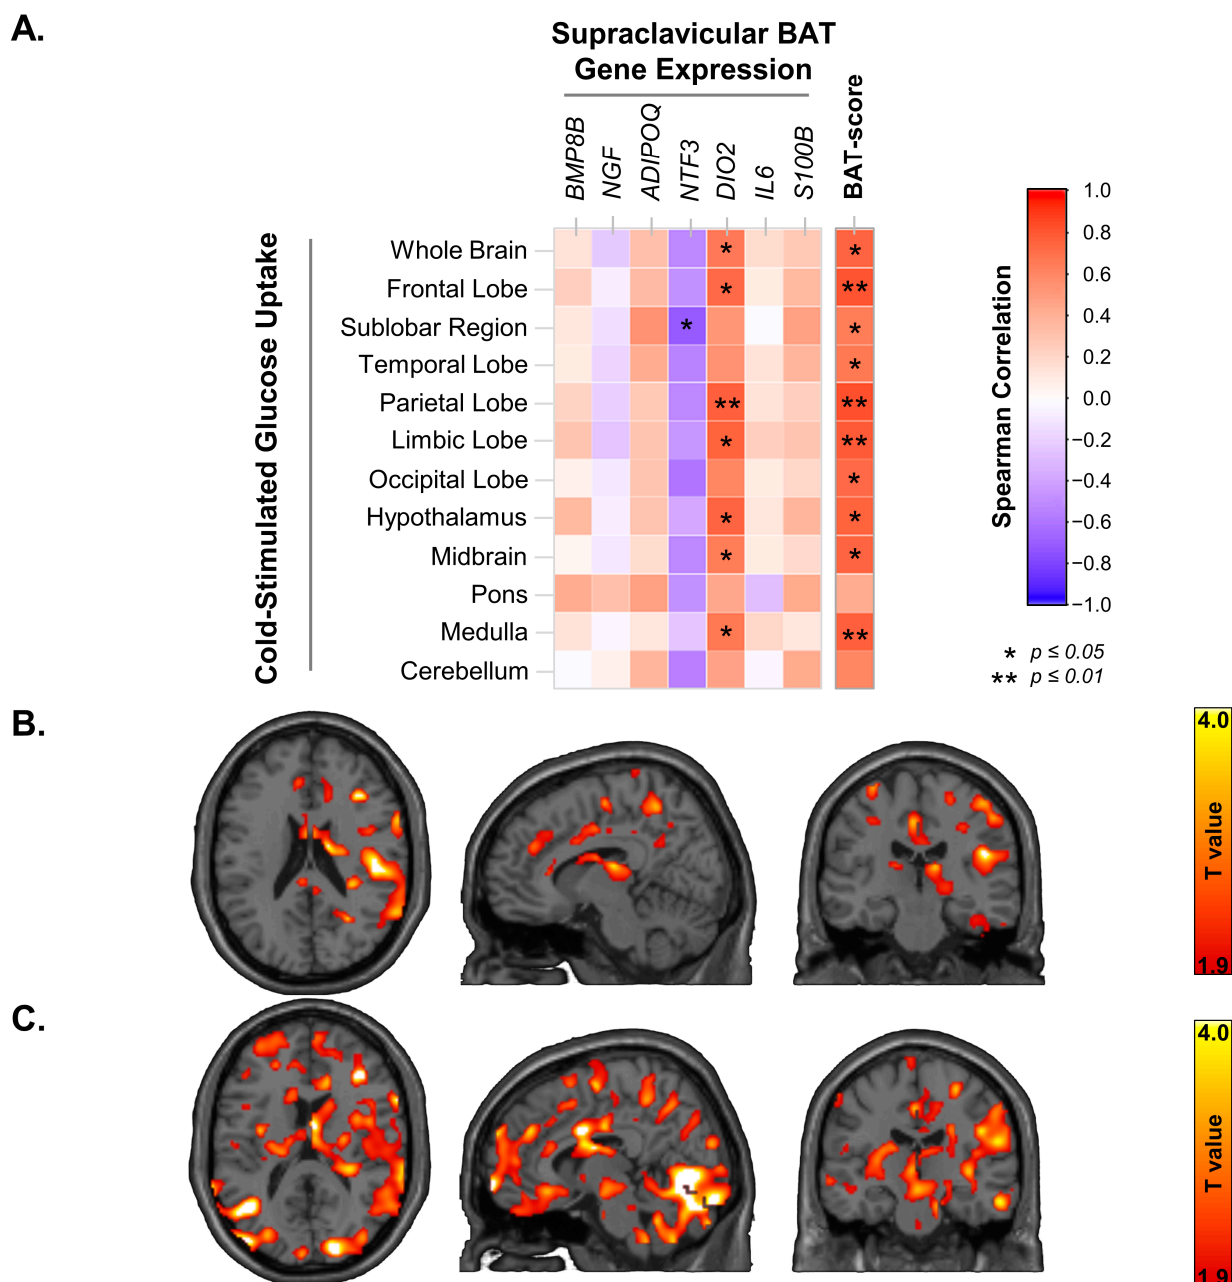 A.
Supraclavicular BAT
Gene Expression
BMP8B
NGF
ADIPOQ
NTF3
DIO2
IL6
S100B
BAT-score
Cold-Stimulated Glucose Uptake
Whole Brain * *
Frontal Lobe * **
Sublobar Region * *
Temporal Lobe *
Parietal Lobe ** **
Limbic Lobe * **
Occipital Lobe *
Hypothalamus * *
Midbrain * *
Pons
Medulla * **
Cerebellum
Spearman Correlation
1.0
0.8
0.6
0.4
0.2
0.0
−0.2
−0.4
−0.6
−0.8
−1.0
* p ≤ 0.05
** p ≤ 0.01
B.
4.0
T value
1.9
C.
4.0
T value
1.9